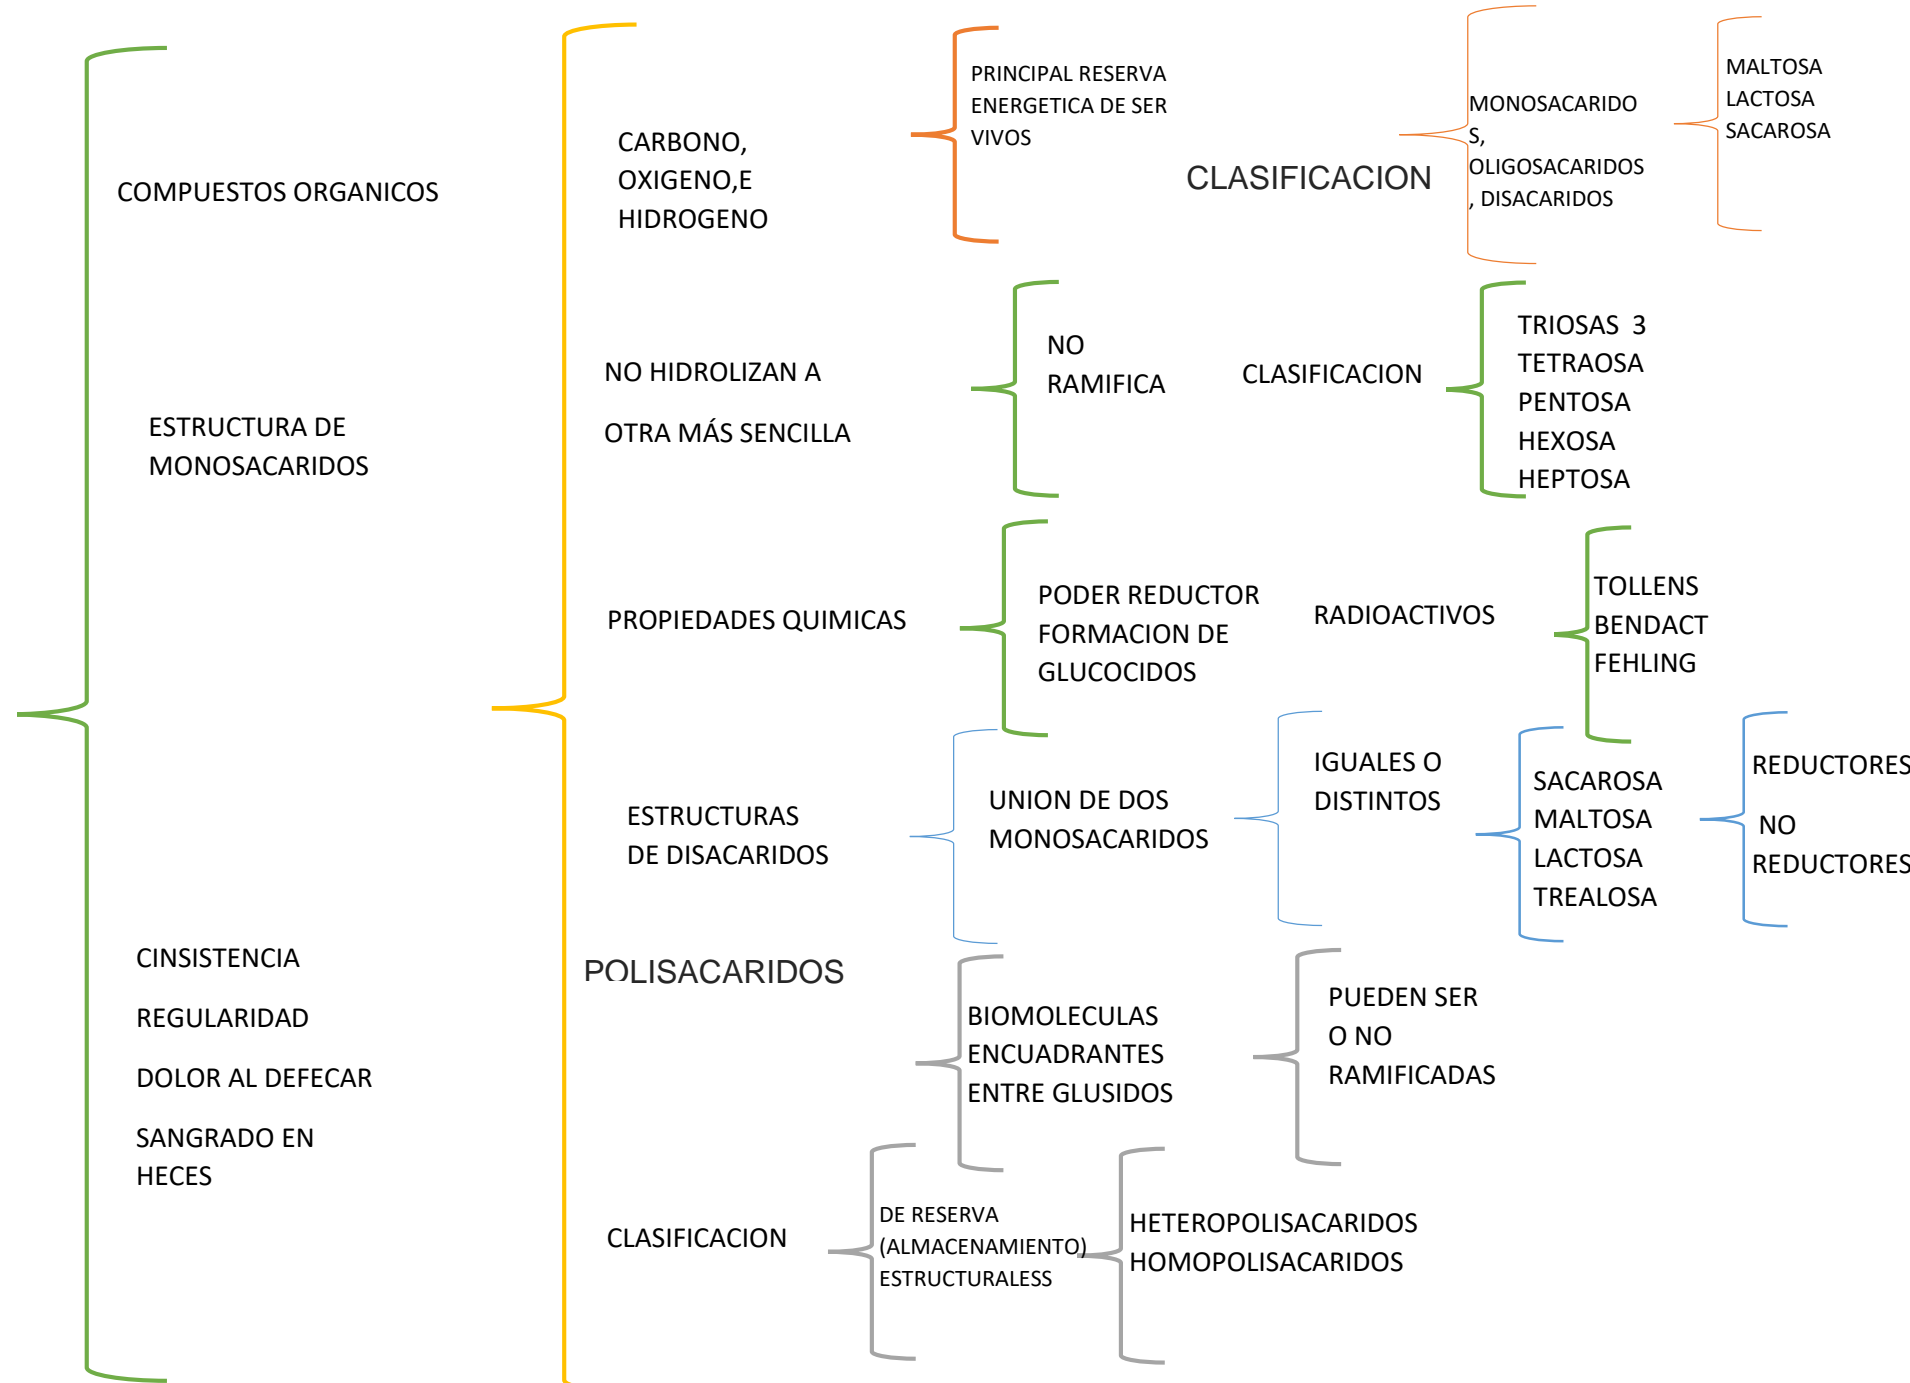 COMPUESTOS ORGANICOS
ESTRUCTURA DE
MONOSACARIDOS
CINSISTENCIA
REGULARIDAD
DOLOR AL DEFECAR
SANGRADO EN
HECES
CARBONO,
OXIGENO,E
HIDROGENO
PRINCIPAL RESERVA
ENERGETICA DE SER
VIVOS
CLASIFICACION
MONOSACARIDO
S,
OLIGOSACARIDOS
, DISACARIDOS
MALTOSA
LACTOSA
SACAROSA
NO HIDROLIZAN A
OTRA MÁS SENCILLA
NO
RAMIFICA
CLASIFICACION
TRIOSAS  3
TETRAOSA
PENTOSA
HEXOSA
HEPTOSA
PROPIEDADES QUIMICAS
PODER REDUCTOR
FORMACION DE
GLUCOCIDOS
RADIOACTIVOS
TOLLENS
BENDACT
FEHLING
ESTRUCTURAS
DE DISACARIDOS
UNION DE DOS
MONOSACARIDOS
IGUALES O
DISTINTOS
SACAROSA
MALTOSA
LACTOSA
TREALOSA
REDUCTORES
NO
REDUCTORES
POLISACARIDOS
BIOMOLECULAS
ENCUADRANTES
ENTRE GLUSIDOS
PUEDEN SER
O NO
RAMIFICADAS
CLASIFICACION
DE RESERVA
(ALMACENAMIENTO)
ESTRUCTURALESS
HETEROPOLISACARIDOS
HOMOPOLISACARIDOS